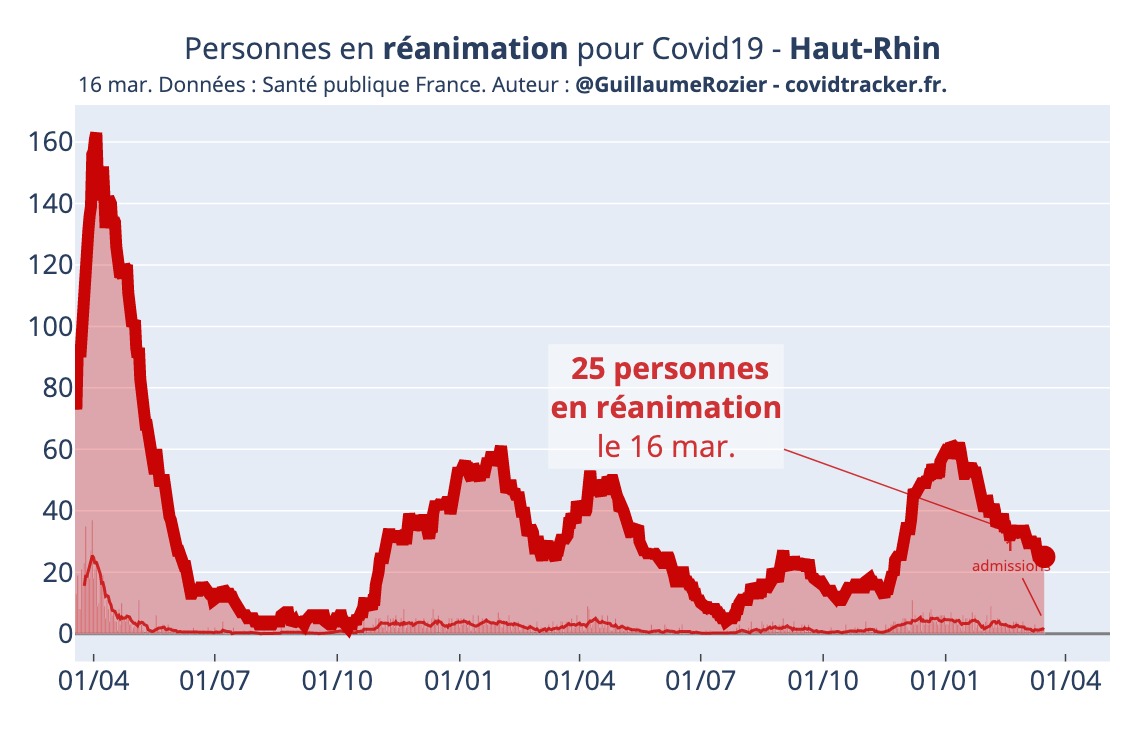 Personnes en réanimation pour Covid19 - Haut-Rhin
16 mar. Données : Santé publique France. Auteur : @GuillaumeRozier - covidtracker.fr.
160
140
120
100
80
60
40
20
0
25 personnes
en réanimation
le 16 mar.
admissions
01/04 01/07 01/10 01/01 01/04 01/07 01/10 01/01 01/04